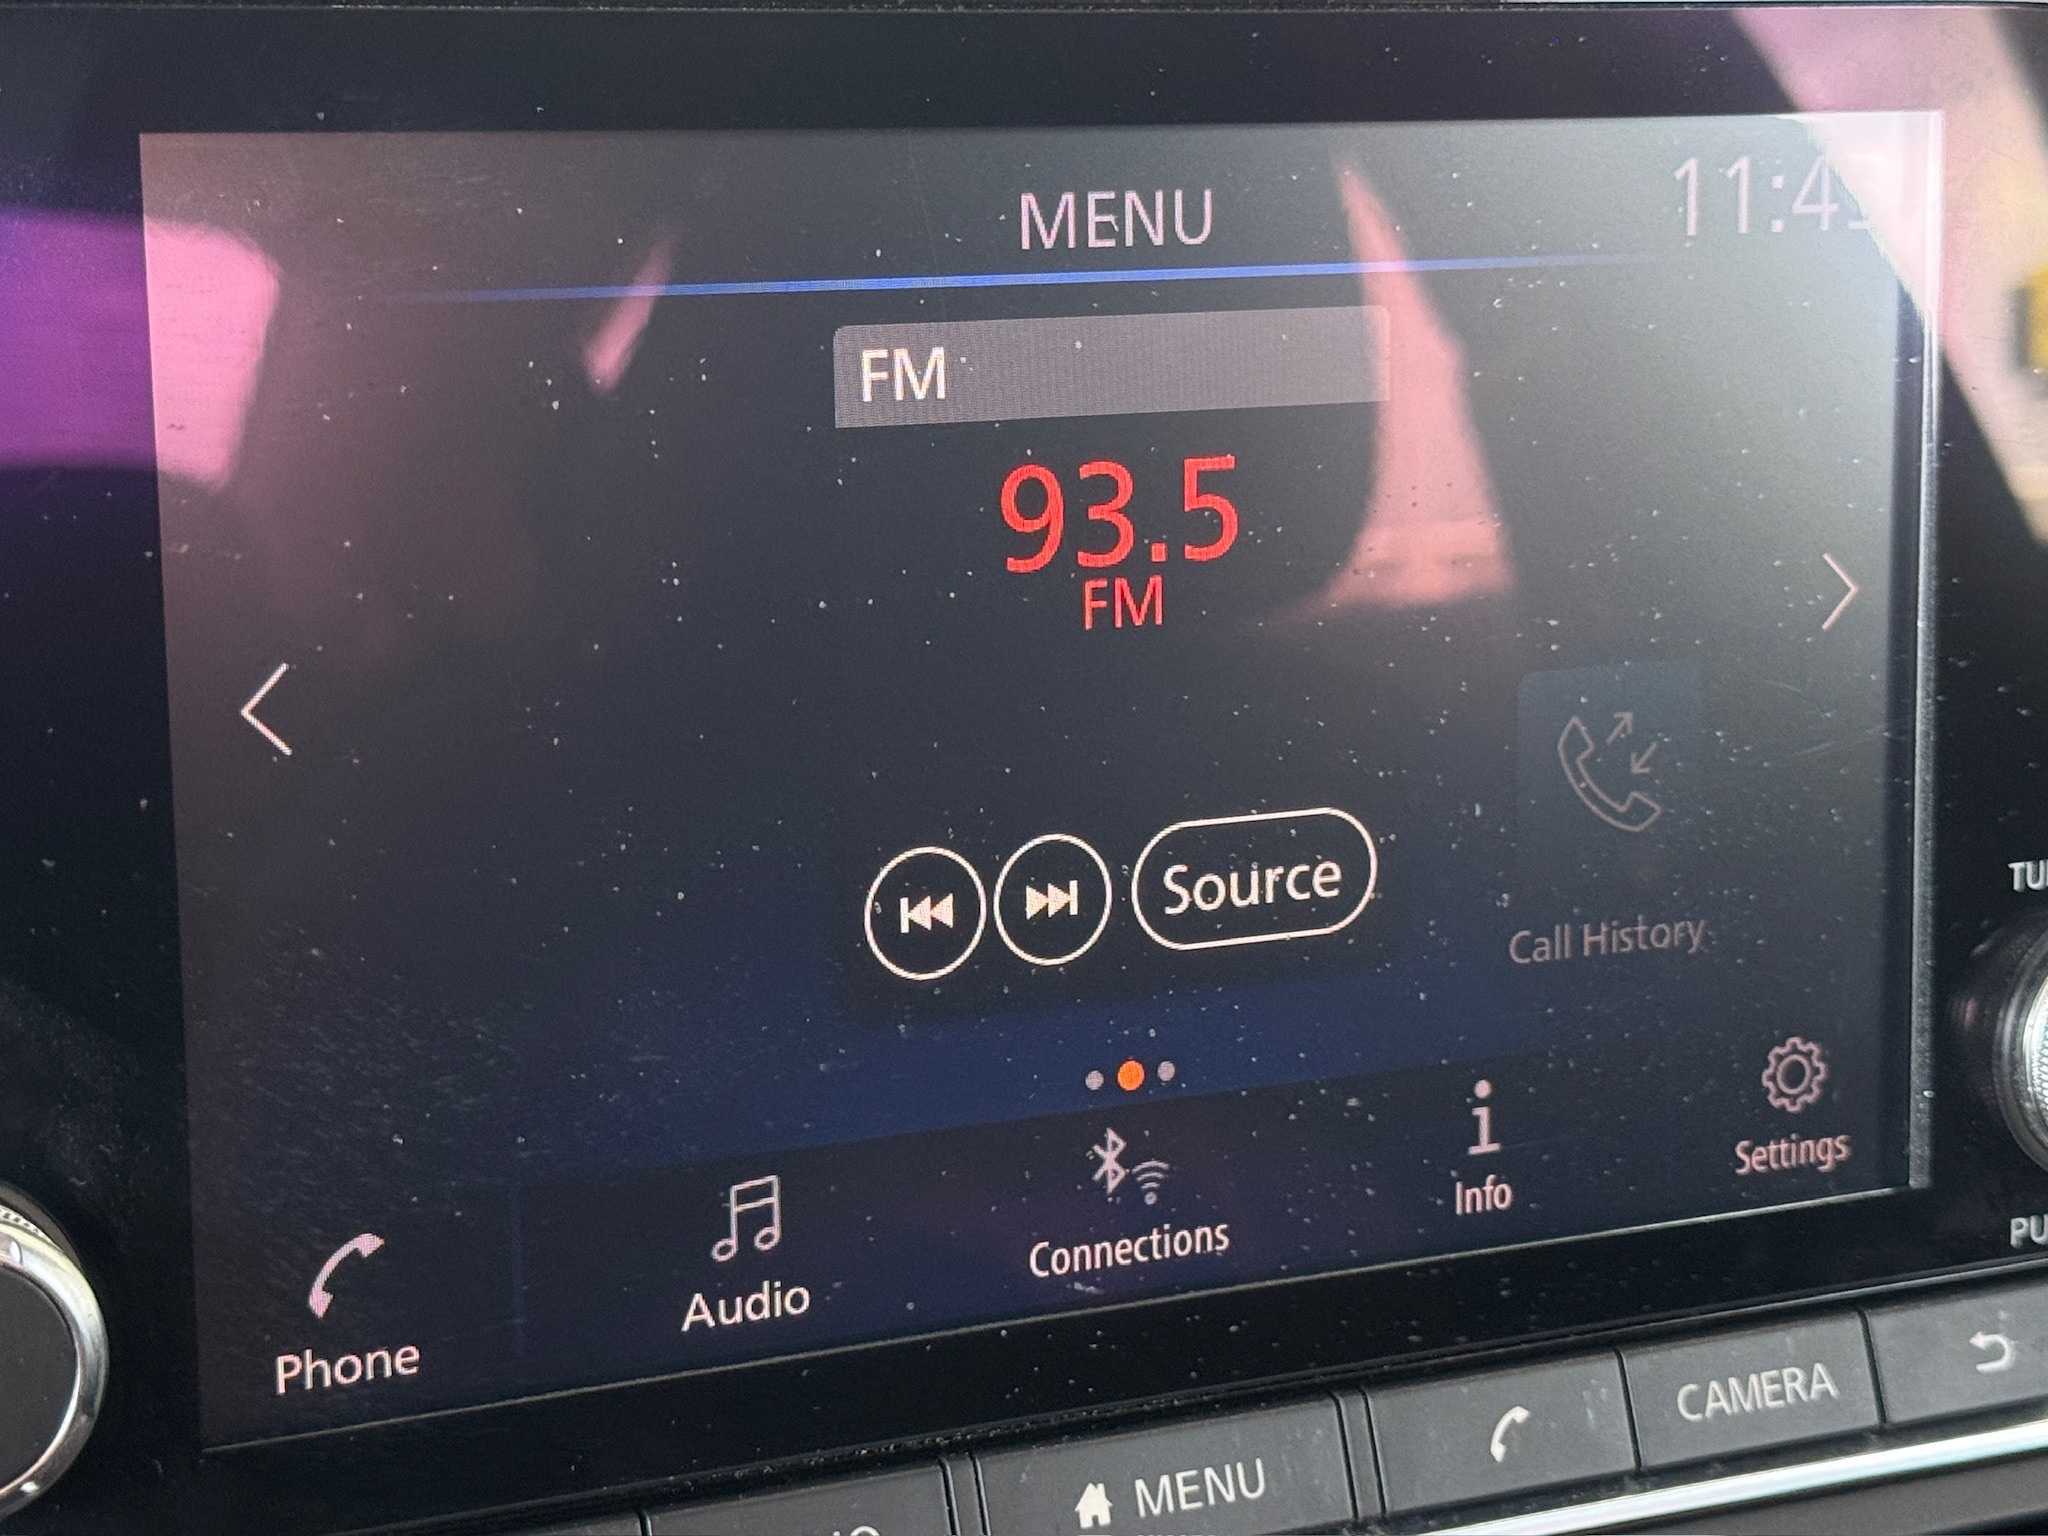 MENU
FM
93.5
FM
Source
Call History
Phone
Audio
Connections
Info
Settings
MENU
CAMERA